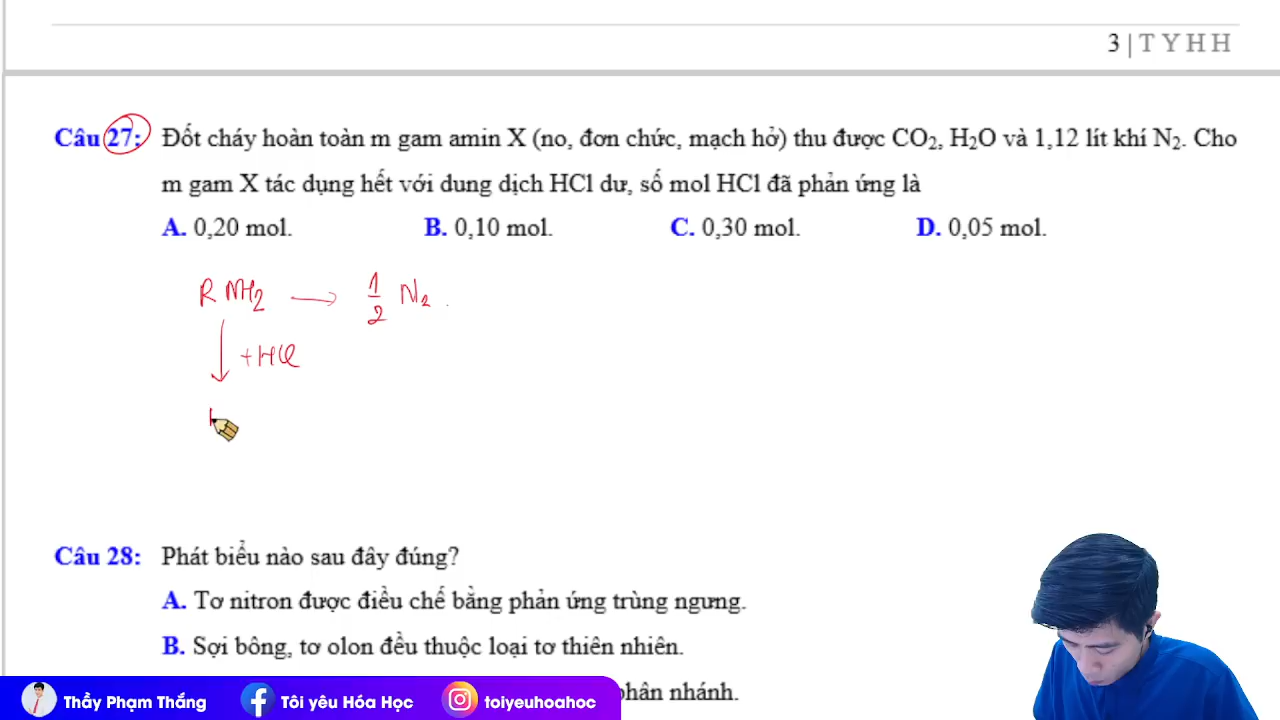 3 | T Y H H
Câu 27: Đốt cháy hoàn toàn m gam amin X (no, đơn chức, mạch hở) thu được CO₂, H₂O và 1,12 lít khí N₂. Cho
m gam X tác dụng hết với dung dịch HCl dư, số mol HCl đã phản ứng là
A. 0,20 mol. B. 0,10 mol. C. 0,30 mol. D. 0,05 mol.
RNH₂ → 1/2 N₂.
↓ +HCl
Câu 28: Phát biểu nào sau đây đúng?
A. Tơ nitron được điều chế bằng phản ứng trùng ngưng.
B. Sợi bông, tơ olon đều thuộc loại tơ thiên nhiên.
phân nhánh.
Thầy Phạm Thắng Tôi yêu Hóa Học toiyeuhoahoc